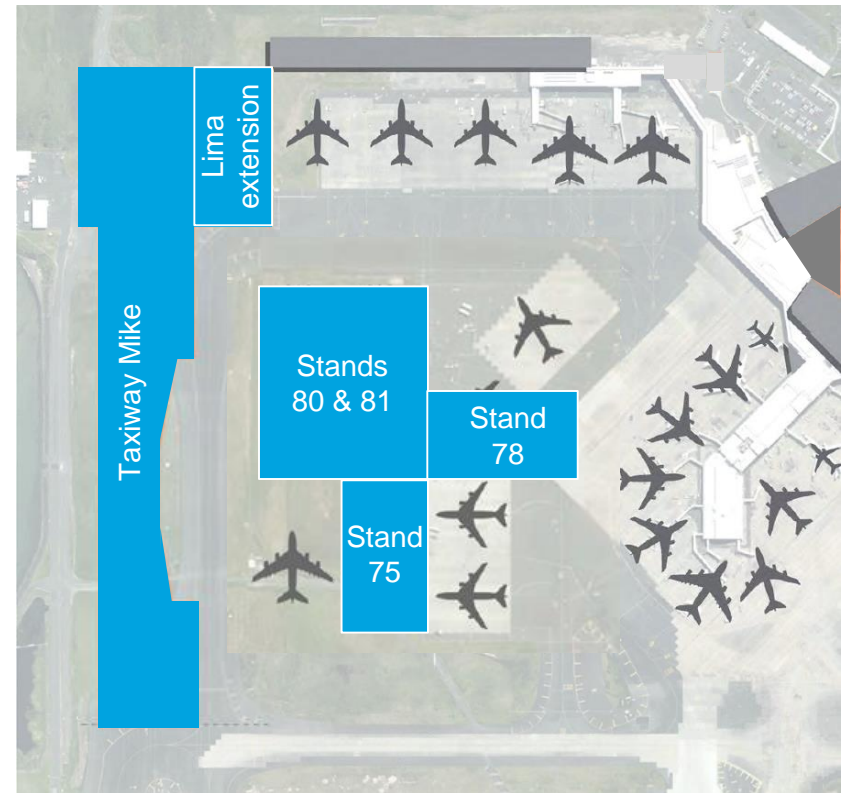 Lima
extension
Taxiway Mike
Stands
80 & 81
Stand
78
Stand
75